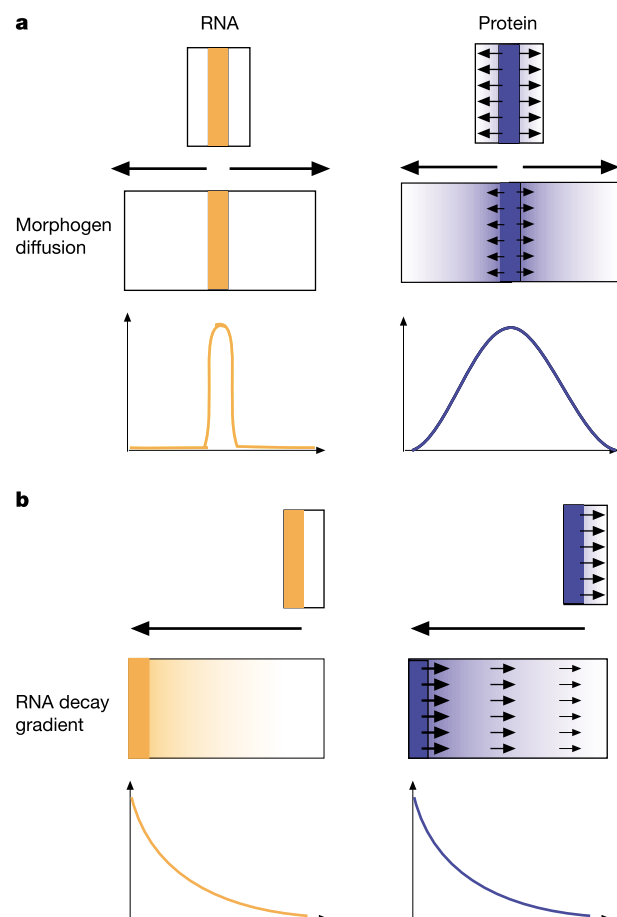 a
RNA
Protein
Morphogen
diffusion
b
RNA decay
gradient